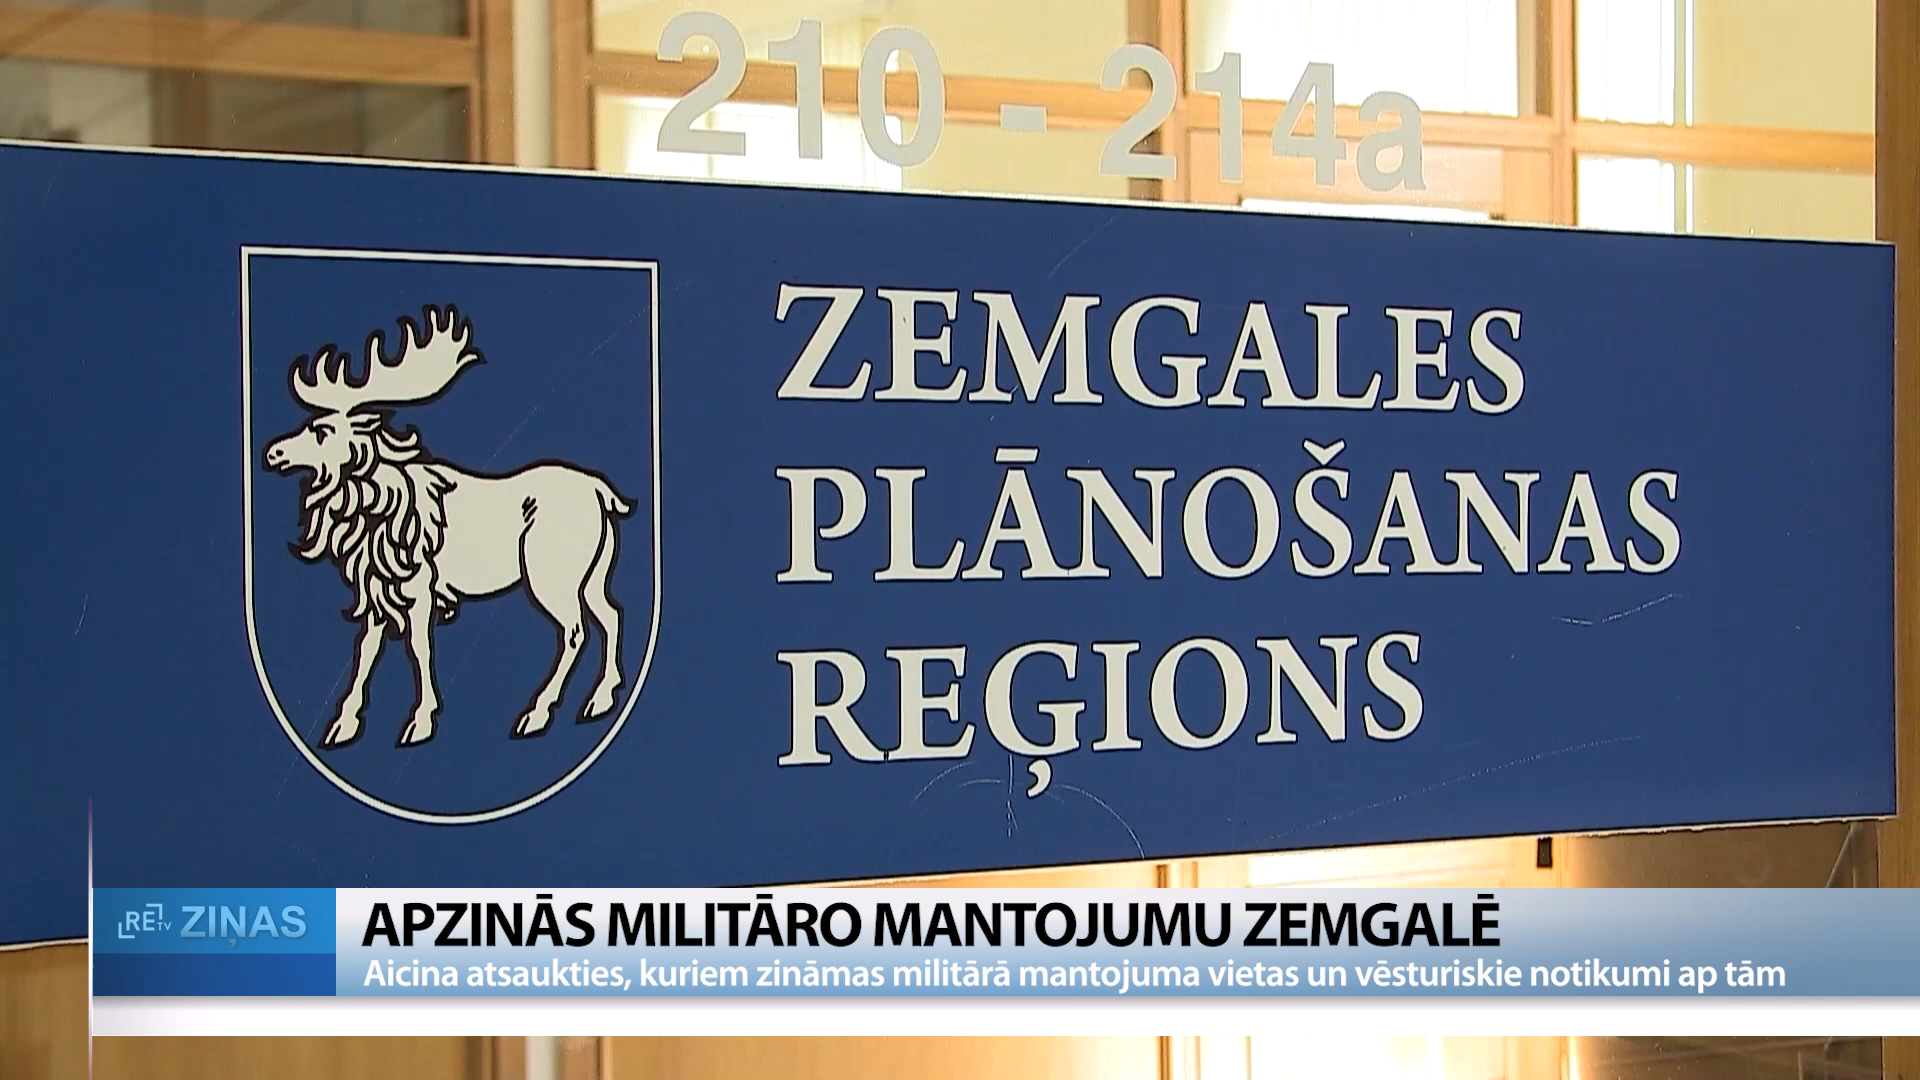 210 - 214a
ZEMGALES
PLĀNOŠANAS
REĢIONS
RE TV ZIŅAS
APZINĀS MILITĀRO MANTOJUMU ZEMGALĒ
Aicina atsaukties, kuriem zināmas militārā mantojuma vietas un vēsturiskie notikumi ap tām